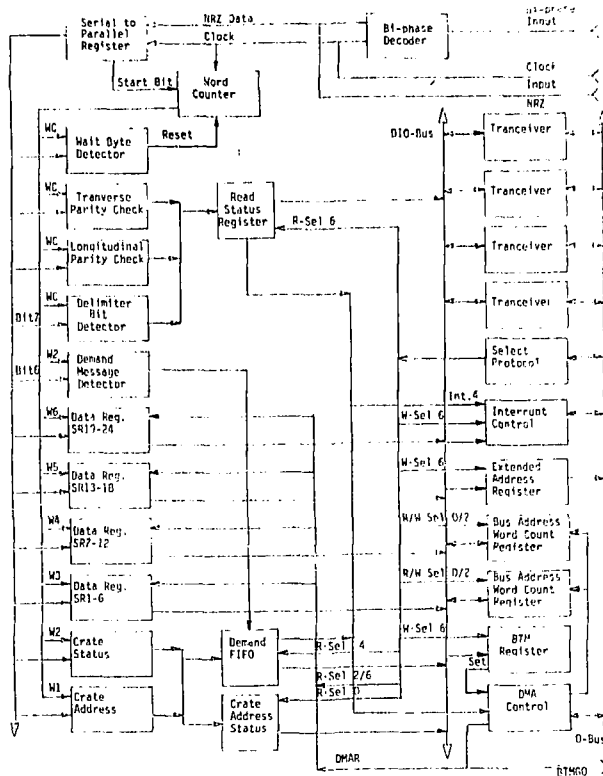 Serial to
Parallel
Register
NRZ Data
Clock
Bi-phase
Decoder
Input
Clock
Input
NRZ
Start Bit
Word
Counter
DIO-Bus
Tranceiver
WC
Wait Byte
Detector
Reset
WC
Tranverse
Parity Check
Read
Status
Register
R-Sel 6
Tranceiver
WC
Longitudinal
Parity Check
Tranceiver
WC
Bit7
Delimiter
Bit
Detector
Tranceiver
Select
Protocol
W2
Bit6
Demand
Message
Detector
Int.4
W-Sel 6
Interrupt
Control
W6
Data Reg.
SR19-24
W5
Data Reg.
SR13-18
W-Sel 6
Extended
Address
Register
W4
Data Reg.
SR7-12
R/W Sel 0/2
Bus Address
Word Count
Register
W3
Data Reg.
SR1-6
R/W Sel 0/2
Bus Address
Word Count
Register
W2
Crate
Status
Demand
FIFO
R-Sel 4
W-Sel 6
BTM
Register
Set
R-Sel 2/6
R-Sel 0
W1
Crate
Address
Crate
Address
Status
DMA
Control
Q-Bus
DMAR
BTMGO